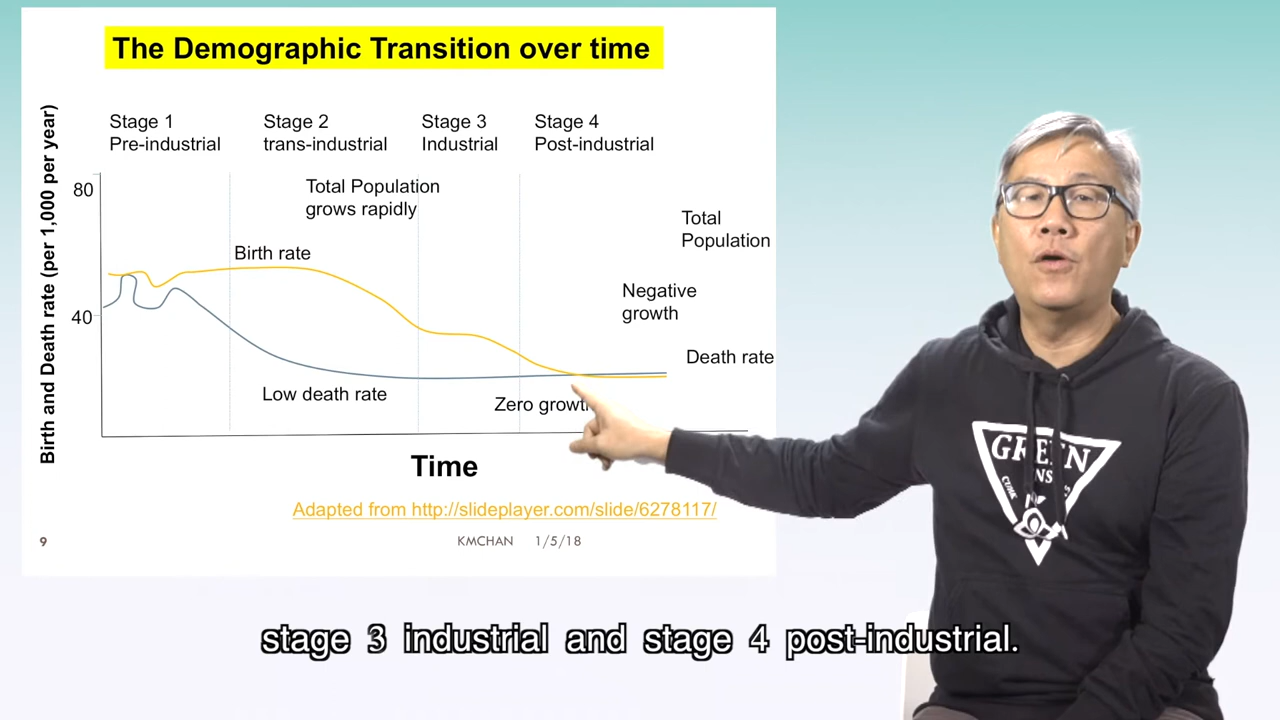 The Demographic Transition over time
Birth and Death rate (per 1,000 per year)
Stage 1
Pre-industrial
Stage 2
trans-industrial
Stage 3
Industrial
Stage 4
Post-industrial
80
40
Total Population
grows rapidly
Total
Population
Birth rate
Negative
growth
Death rate
Low death rate
Zero growth
Time
Adapted from http://slideplayer.com/slide/6278117/
9
KMCHAN 1/5/18
GREEN
stage 3 industrial and stage 4 post-industrial.